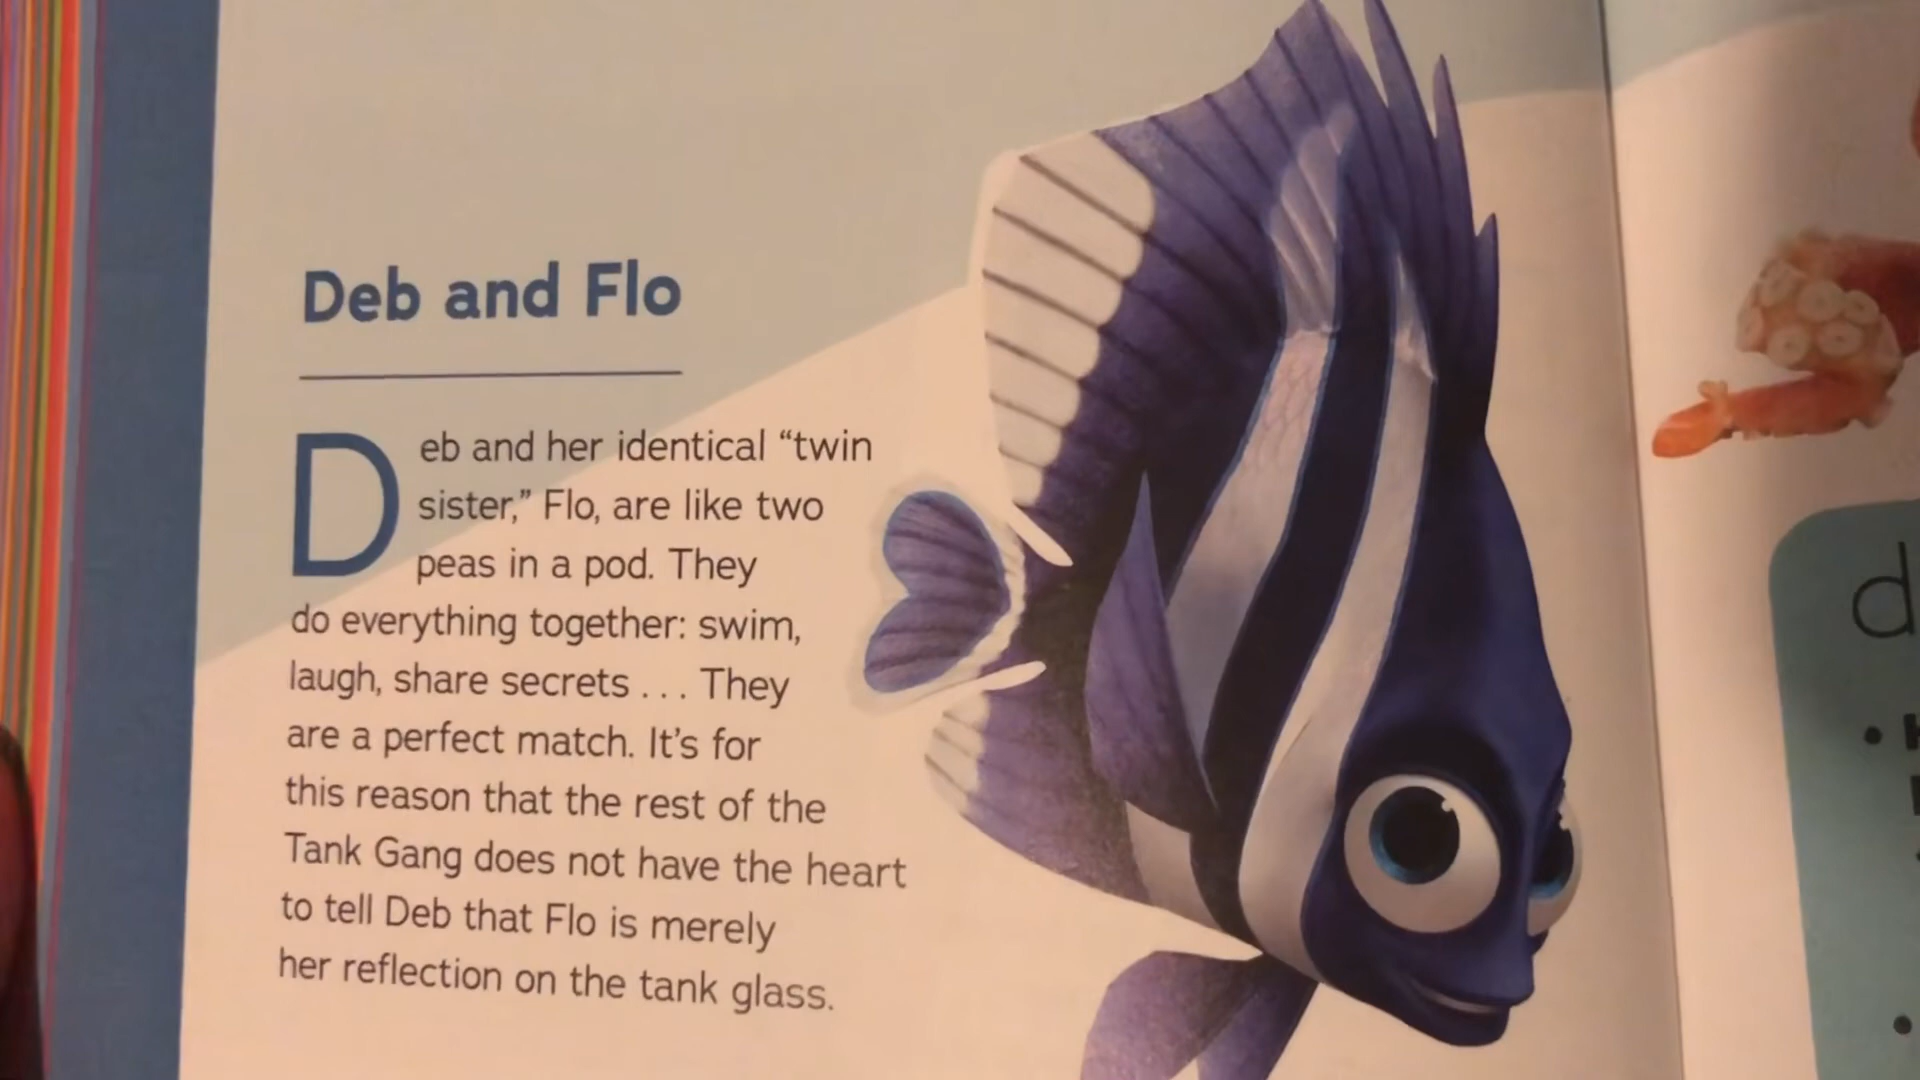 Deb and Flo
Deb and her identical “twin
sister,” Flo, are like two
peas in a pod. They
do everything together: swim,
laugh, share secrets . . . They
are a perfect match. It’s for
this reason that the rest of the
Tank Gang does not have the heart
to tell Deb that Flo is merely
her reflection on the tank glass.